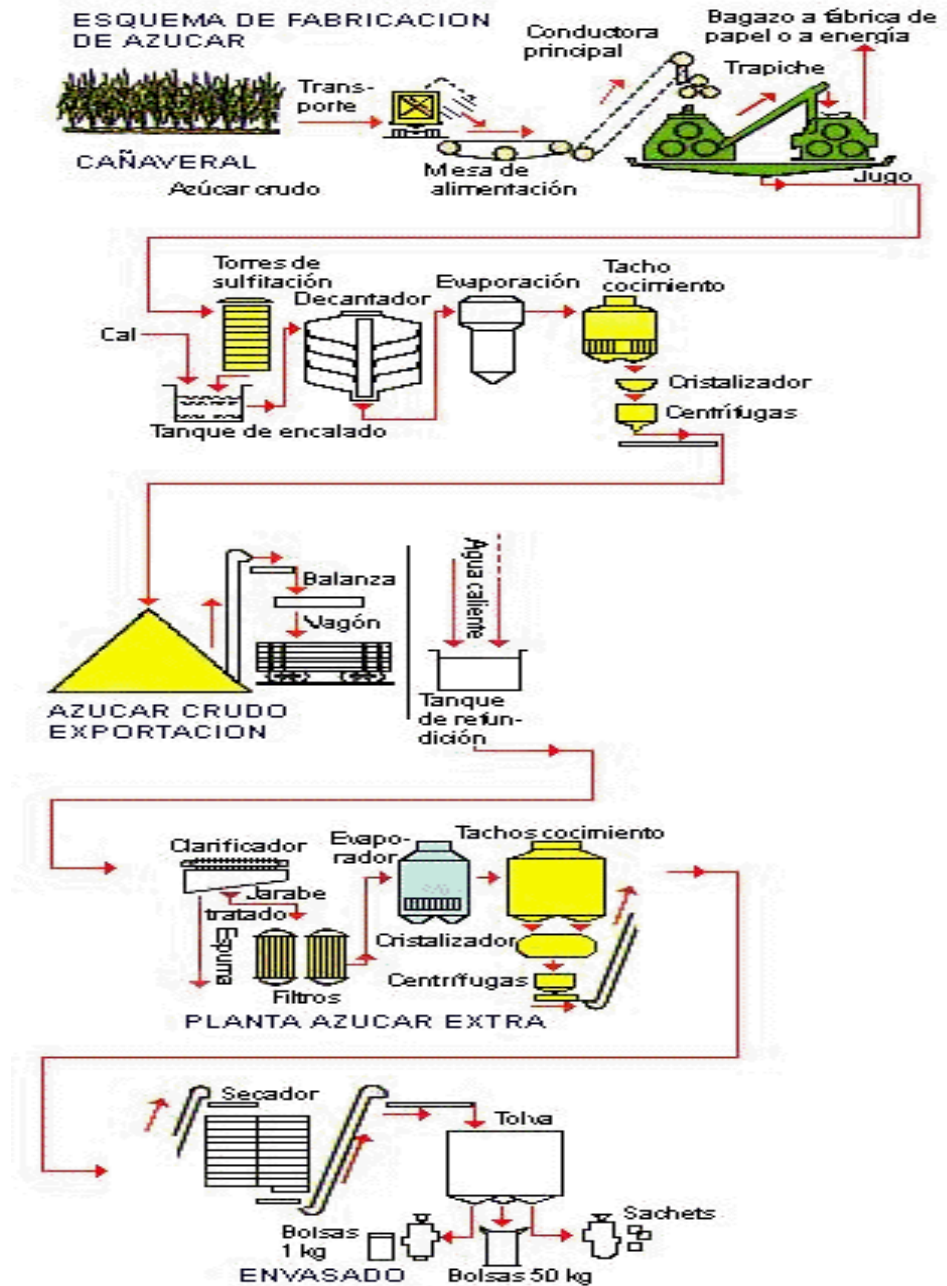 ESQUEMA DE FABRICACION
DE AZUCAR
Trans-
porte
Conductora
principal
Bagazo a fábrica de
papel o a energía
Trapiche
CAÑAVERAL
Azúcar crudo
Mesa de
alimentación
Jugo
Torres de
sulfitación
Decantador
Evaporación
Tacho
cocimiento
Cal
Cristalizador
Centrífugas
Tanque de encalado
Balanza
Vagón
Agua caliente
AZUCAR CRUDO
EXPORTACION
Tanque
de refun-
dición
Clarificador
Evapo-
rador
Tachos cocimiento
Jarabe
tratado
Espuma
Cristalizador
Centrífugas
Filtros
PLANTA AZUCAR EXTRA
Secador
Tolva
Bolsas
1 kg
Sachets
ENVASADO
Bolsas 50 kg